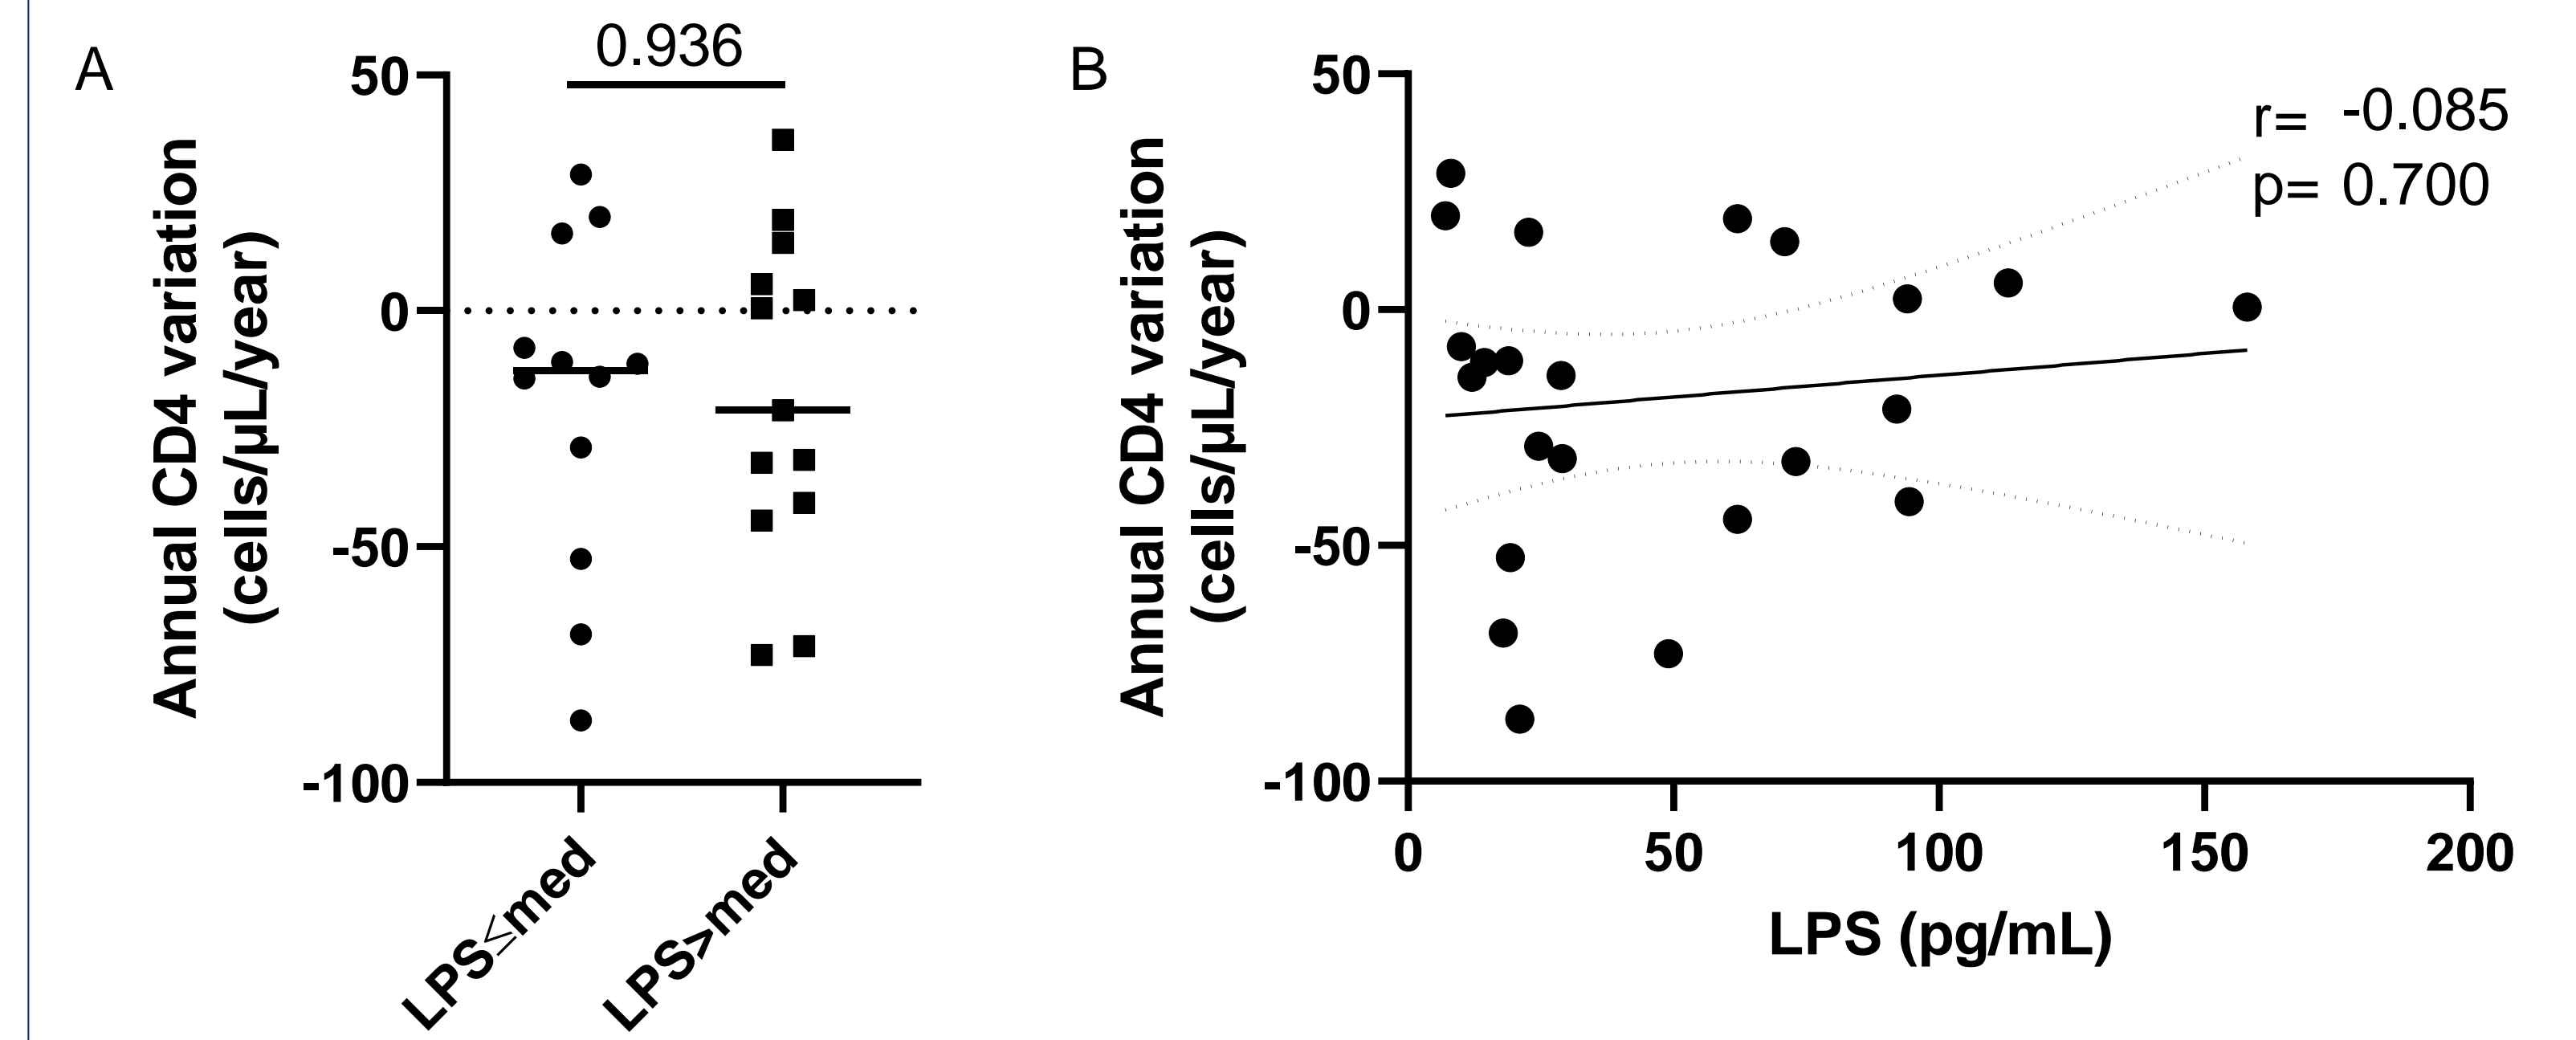 A
0.936
50
0
-50
-100
Annual CD4 variation
(cells/µL/year)
LPS≤med
LPS>med
B
50
0
-50
-100
Annual CD4 variation
(cells/µL/year)
r= -0.085
p= 0.700
0 50 100 150 200
LPS (pg/mL)